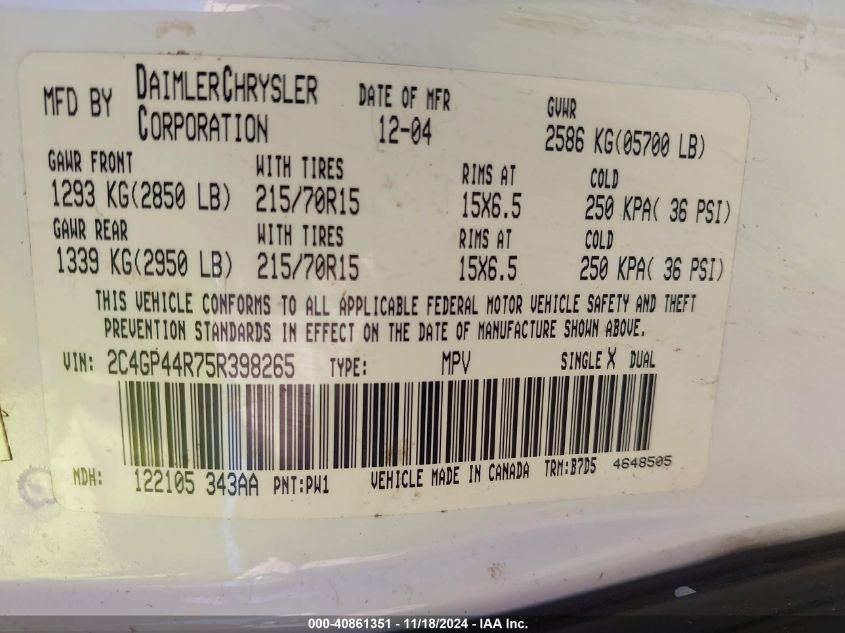 MFD BY DAIMLERCHRYSLER CORPORATION DATE OF MFR 12-04 GVWR 2586 KG(05700 LB)
GAWR FRONT WITH TIRES RIMS AT COLD
1293 KG(2850 LB) 215/70R15 15X6.5 250 KPA( 36 PSI)
GAWR REAR WITH TIRES RIMS AT COLD
1339 KG(2950 LB) 215/70R15 15X6.5 250 KPA( 36 PSI)
THIS VEHICLE CONFORMS TO ALL APPLICABLE FEDERAL MOTOR VEHICLE SAFETY AND THEFT
PREVENTION STANDARDS IN EFFECT ON THE DATE OF MANUFACTURE SHOWN ABOVE.
VIN: 2C4GP44R75R398265 TYPE: MPV SINGLE X DUAL
MDH: 122105 343AA PNT:PW1 VEHICLE MADE IN CANADA TRM:B7D5 4648505
000-40861351 - 11/18/2024 - IAA Inc.